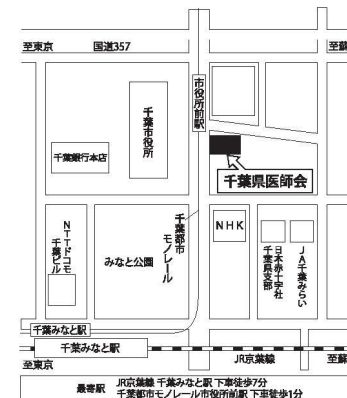 至東京
国道357
至蘇
市役所前駅
千葉市役所
千葉銀行本店
千葉県医師会
NTTドコモ
千葉ビル
みなと公園
千葉都市
モノレール
NHK
日本赤十字社
千葉県支部
JA千葉みらい
千葉みなと駅
千葉みなと駅
JR京葉線
至東京
至蘇
最寄駅
JR京葉線 千葉みなと駅 下車徒歩7分
千葉都市モノレール市役所前駅 下車徒歩1分